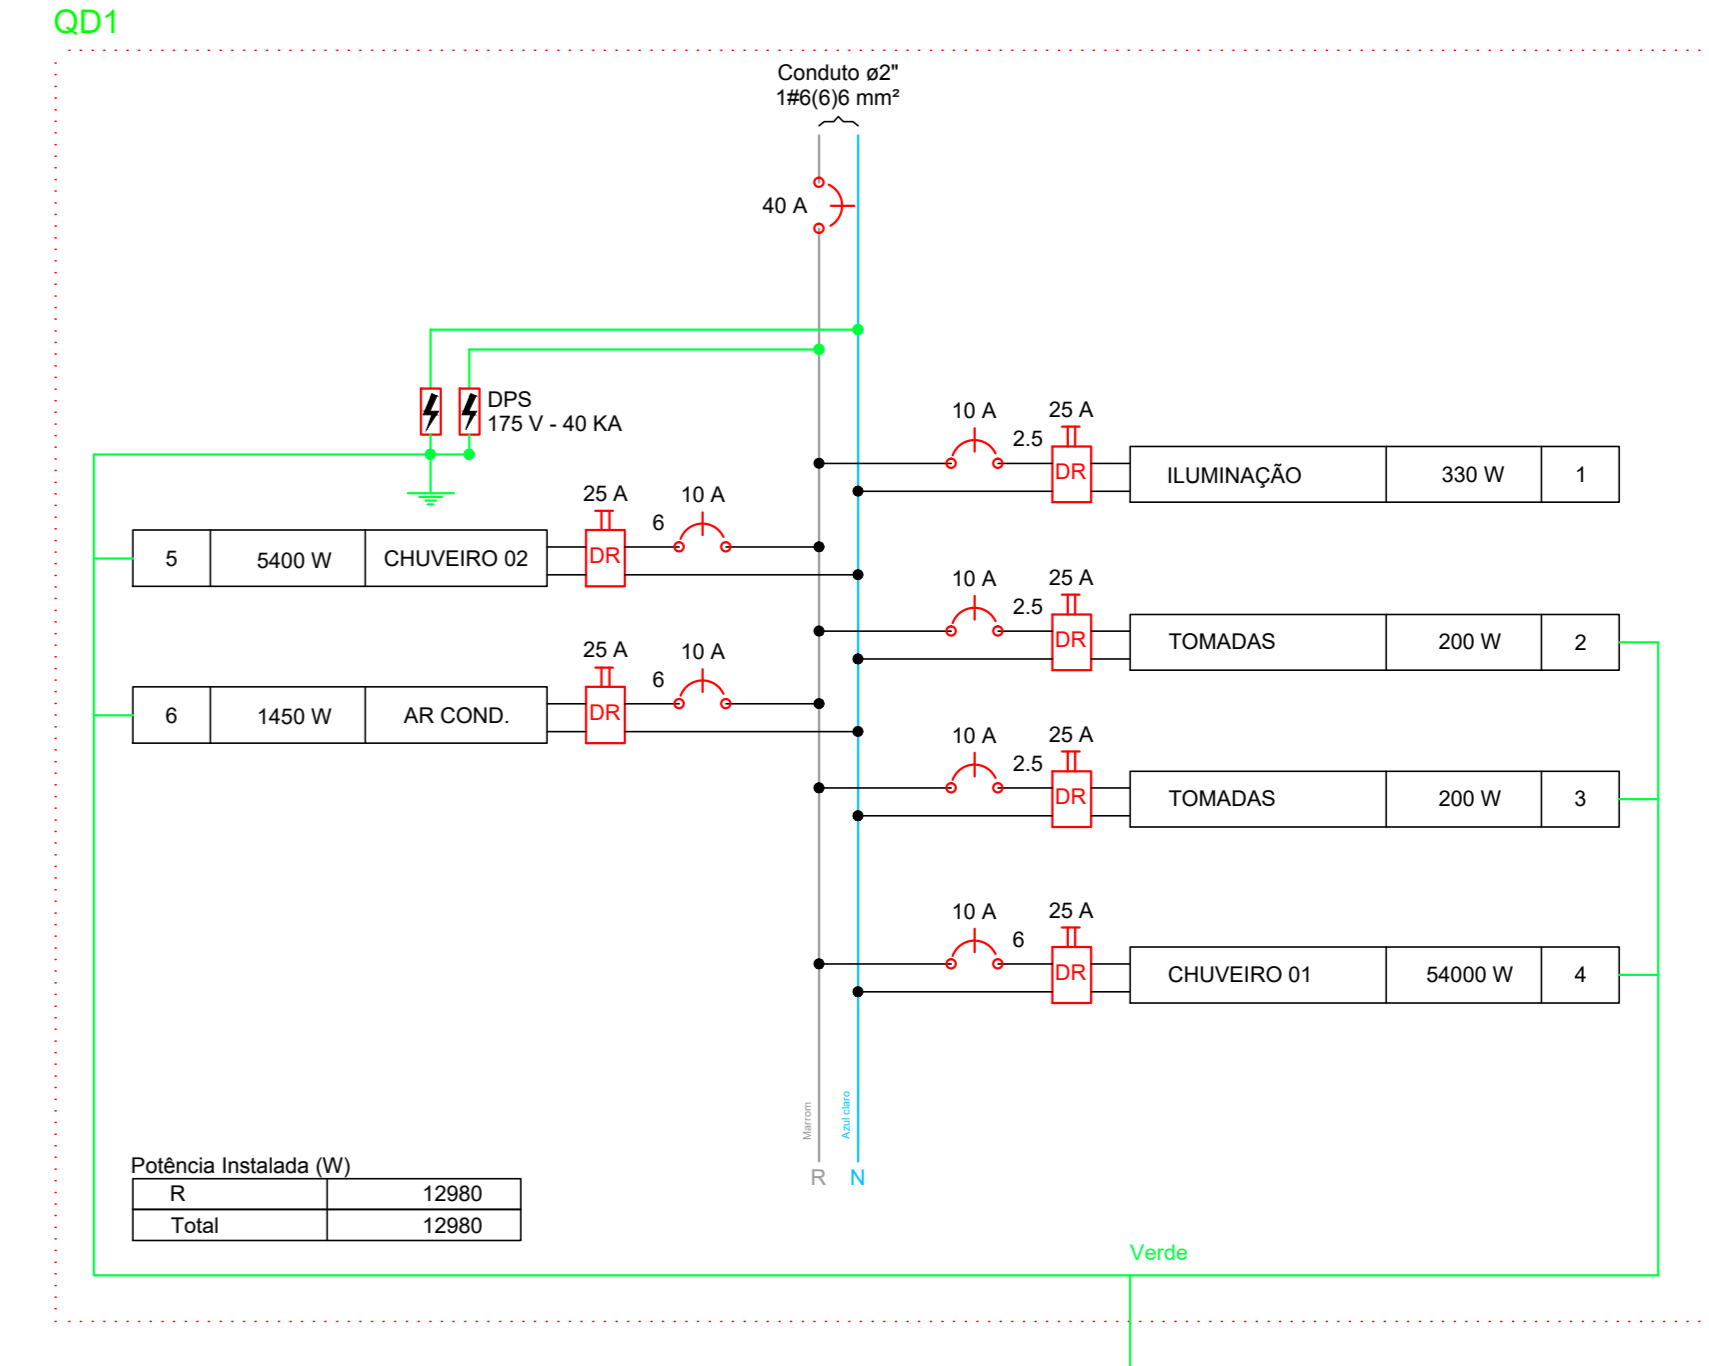 QD1
Conduto ø2"
1#6(6)6 mm²
40 A
DPS
175 V - 40 KA
10 A
2.5
25 A
DR
ILUMINAÇÃO
330 W
1
5
5400 W
CHUVEIRO 02
25 A
DR
6
10 A
10 A
2.5
25 A
DR
TOMADAS
200 W
2
6
1450 W
AR COND.
25 A
DR
6
10 A
10 A
2.5
25 A
DR
TOMADAS
200 W
3
10 A
6
25 A
DR
CHUVEIRO 01
54000 W
4
Marrom
Azul claro
R
N
Potência Instalada (W)
R 12980
Total 12980
Verde